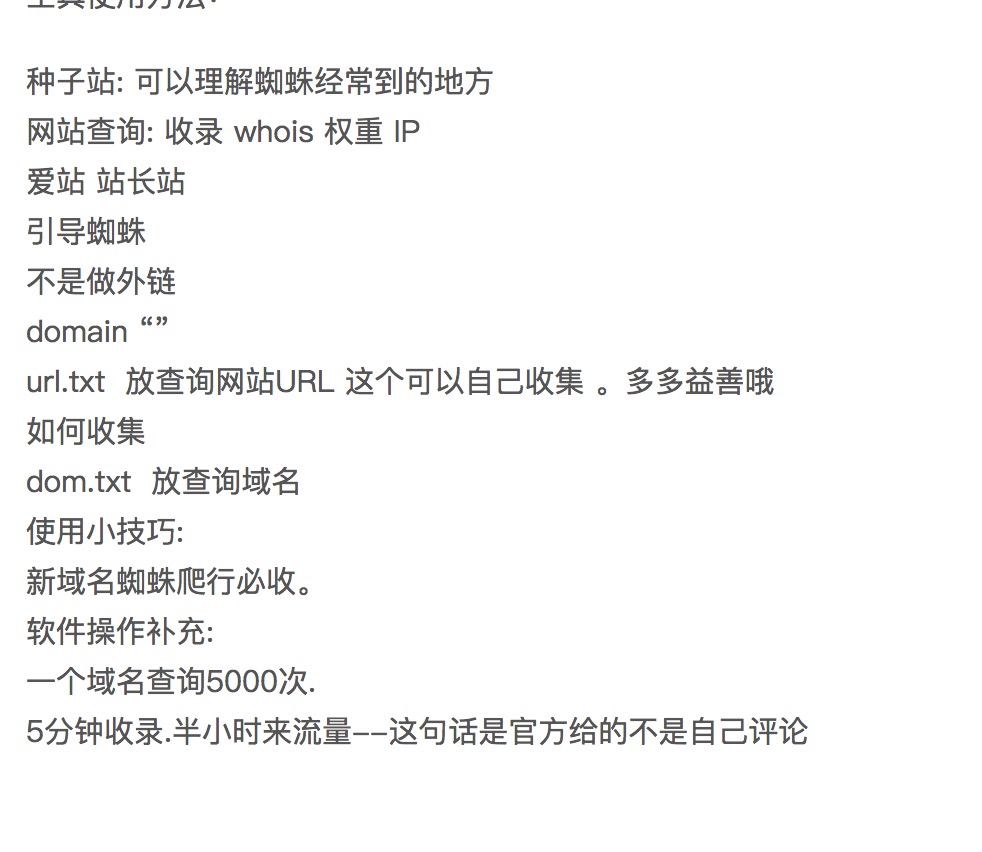 种子站: 可以理解蜘蛛经常到的地方
网站查询: 收录 whois 权重 IP
爱站 站长站
引导蜘蛛
不是做外链
domain “”
url.txt  放查询网站URL 这个可以自己收集 。多多益善哦
如何收集
dom.txt  放查询域名
使用小技巧:
新域名蜘蛛爬行必收。
软件操作补充:
一个域名查询5000次.
5分钟收录.半小时来流量--这句话是官方给的不是自己评论